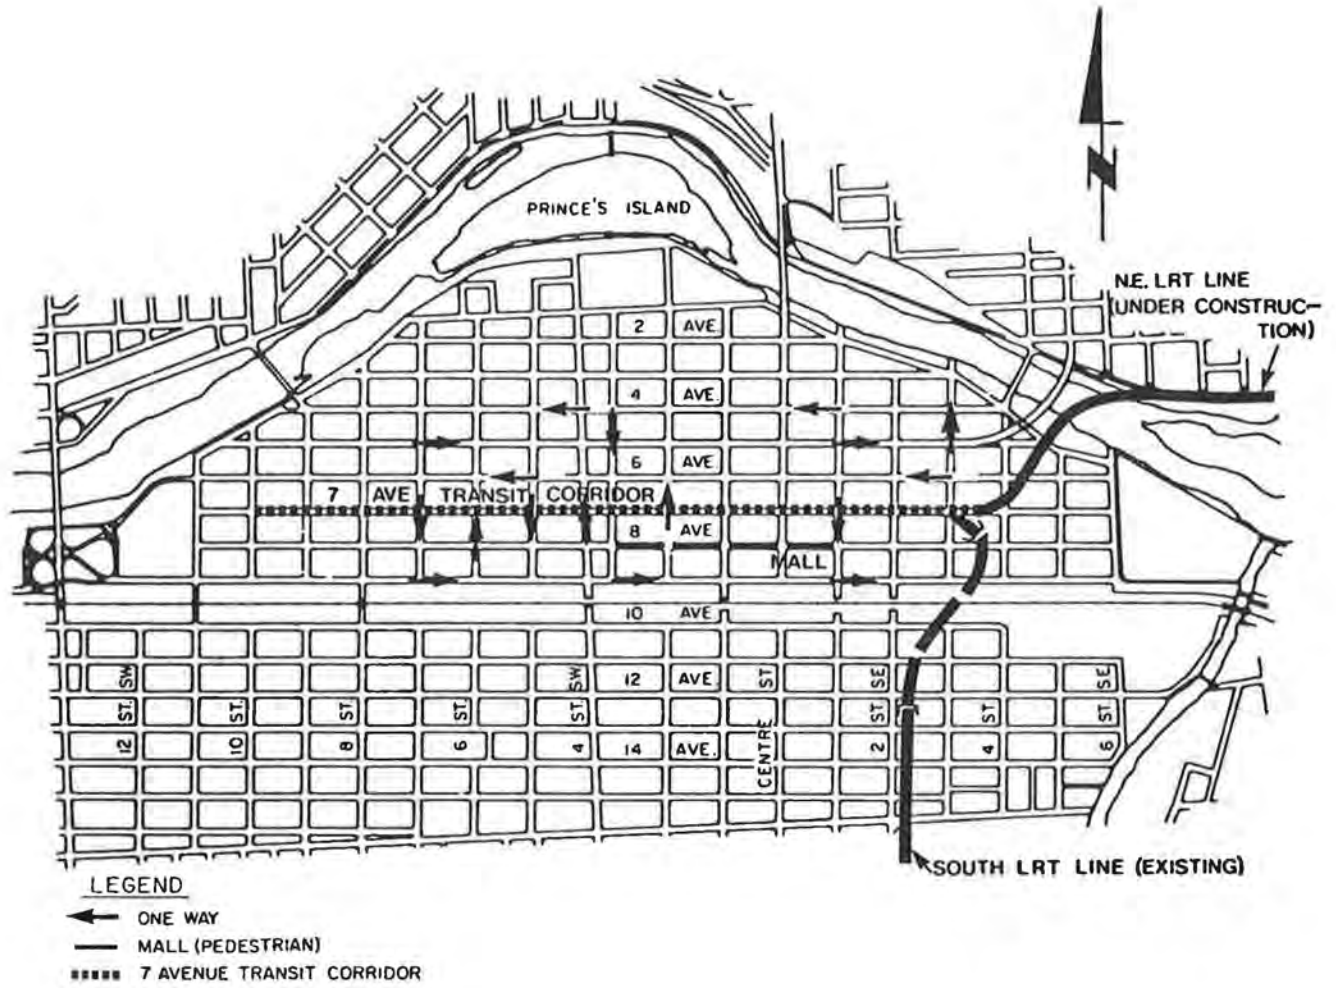 N
PRINCE'S ISLAND
N.E. LRT LINE
(UNDER CONSTRUC-
TION)
2 AVE.
4 AVE.
6 AVE.
7 AVE TRANSIT CORRIDOR
8 AVE
MALL
10 AVE
12 AVE.
14 AVE.
12 ST. SW
10 ST.
8 ST.
6 ST.
4 ST. SW
CENTRE ST
2 ST. SE
4 ST.
6 ST. SE
SOUTH LRT LINE (EXISTING)
LEGEND
ONE WAY
MALL (PEDESTRIAN)
7 AVENUE TRANSIT CORRIDOR